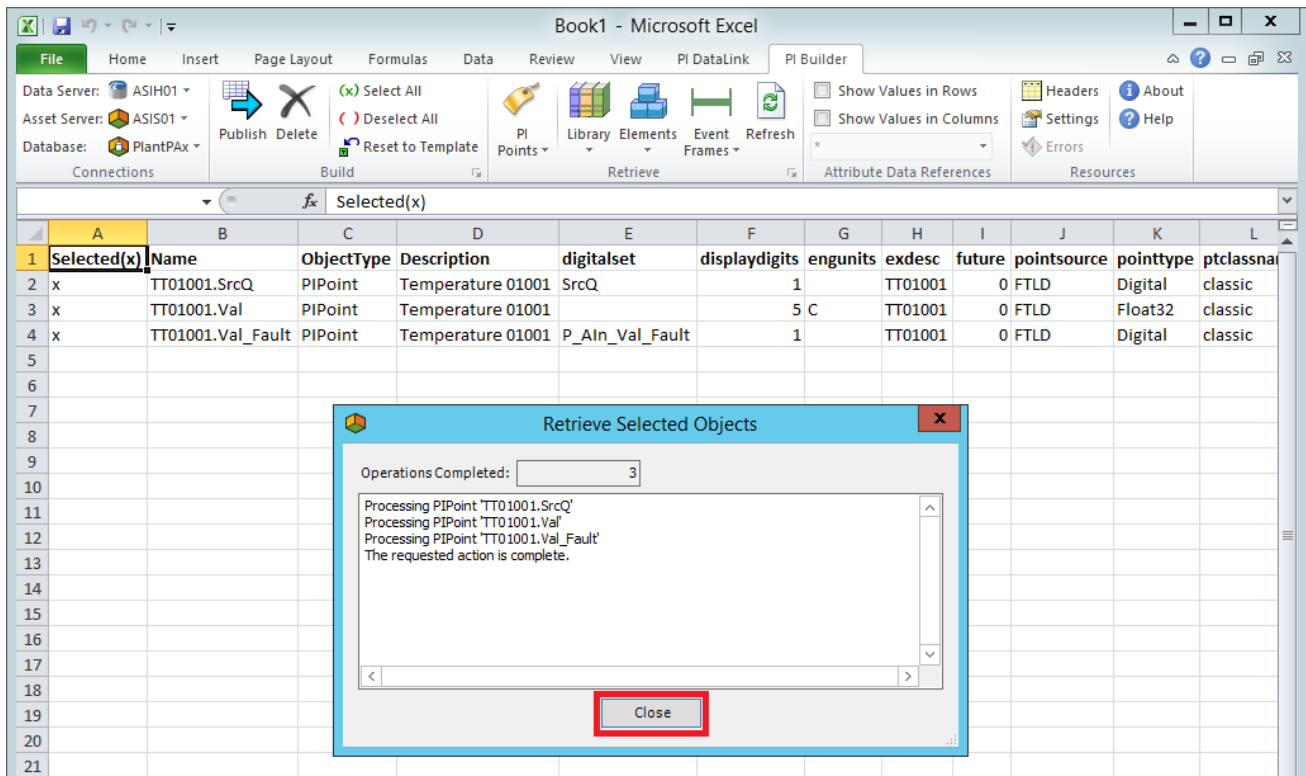 Book1 - Microsoft Excel
File Home Insert Page Layout Formulas Data Review View PI DataLink PI Builder
Data Server: ASIH01
Asset Server: ASIS01
Database: PlantPAx
Connections
Publish Delete
(x) Select All
( ) Deselect All
Reset to Template
Build
PI Points
Library Elements Event Frames Refresh
Retrieve
Show Values in Rows
Show Values in Columns
*
Attribute Data References
Headers About
Settings Help
Errors
Resources
fx Selected(x)
A B C D E F G H I J K L
1 Selected(x) Name ObjectType Description digitalset displaydigits engunits exdesc future pointsource pointtype ptclassnar
2 x TT01001.SrcQ PIPoint Temperature 01001 SrcQ 1 TT01001 0 FTLD Digital classic
3 x TT01001.Val PIPoint Temperature 01001 5 C TT01001 0 FTLD Float32 classic
4 x TT01001.Val_Fault PIPoint Temperature 01001 P_AIn_Val_Fault 1 TT01001 0 FTLD Digital classic
5
6
7
8
9
10
11
12
13
14
15
16
17
18
19
20
21
Retrieve Selected Objects
Operations Completed: 3
Processing PIPoint 'TT01001.SrcQ'
Processing PIPoint 'TT01001.Val'
Processing PIPoint 'TT01001.Val_Fault'
The requested action is complete.
Close